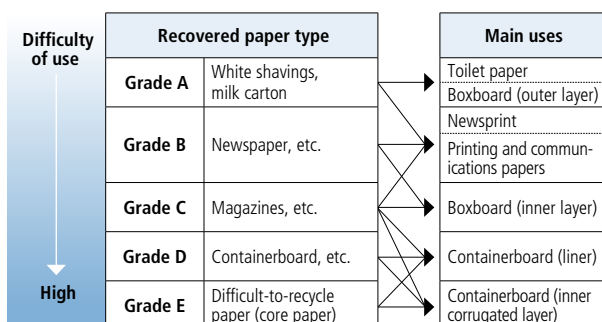 Difficulty
of use
High
Recovered paper type
Main uses
Grade A
White shavings,
milk carton
Toilet paper
Boxboard (outer layer)
Grade B
Newspaper, etc.
Newsprint
Printing and commun-
ications papers
Grade C
Magazines, etc.
Boxboard (inner layer)
Grade D
Containerboard, etc.
Containerboard (liner)
Grade E
Difficult-to-recycle
paper (core paper)
Containerboard (inner
corrugated layer)